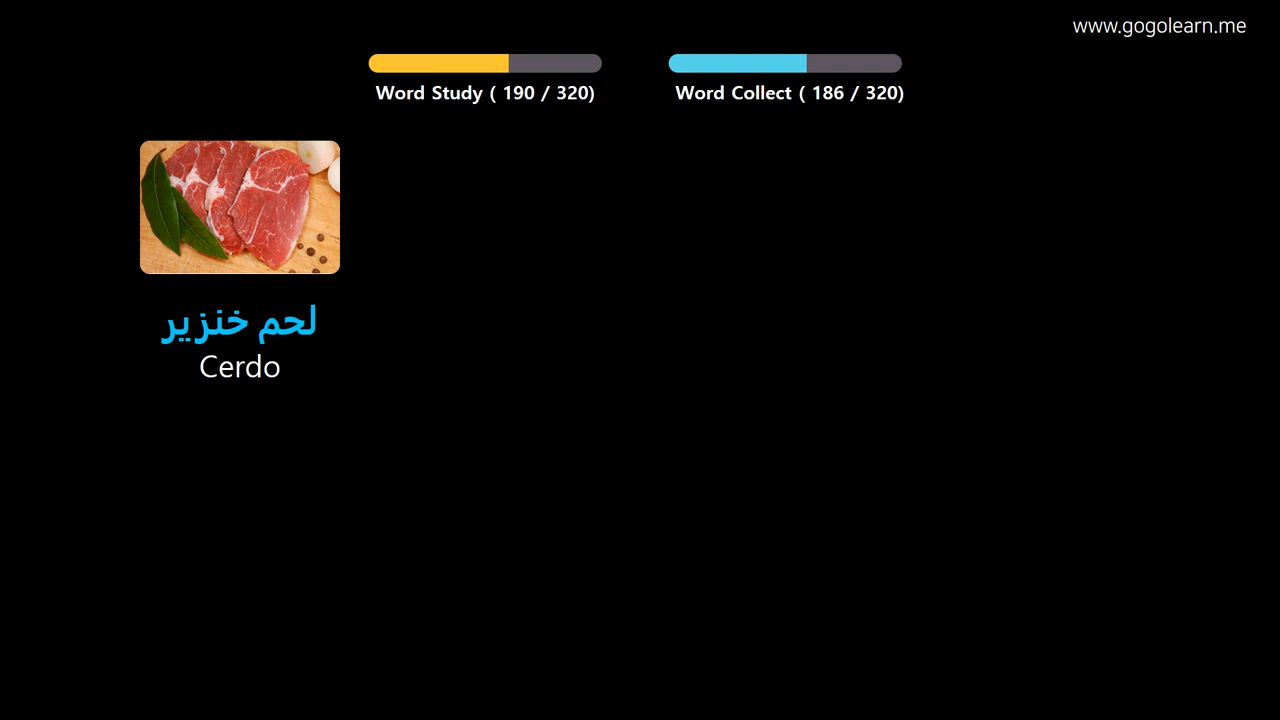 www.gogolearn.me
Word Study ( 190 / 320)
Word Collect ( 186 / 320)
لحم خنزير
Cerdo